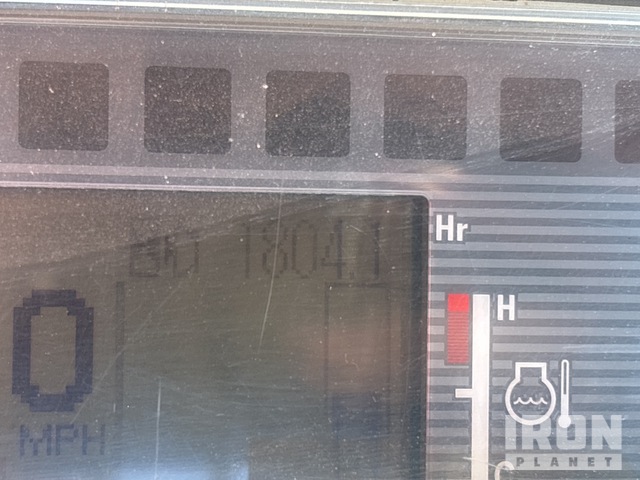 1804.1
Hr
H
0
MPH
C
IRON
PLANET